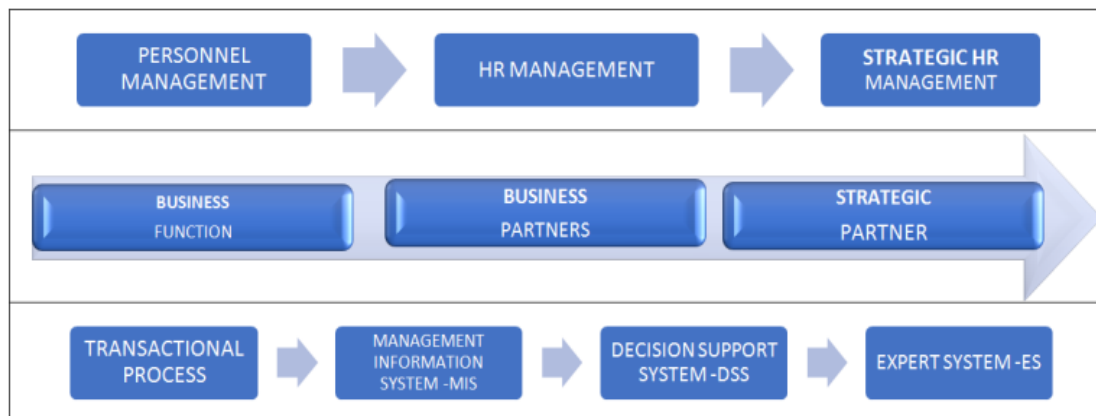 PERSONNEL
MANAGEMENT
HR MANAGEMENT
STRATEGIC HR
MANAGEMENT
BUSINESS
FUNCTION
BUSINESS
PARTNERS
STRATEGIC
PARTNER
TRANSACTIONAL
PROCESS
MANAGEMENT
INFORMATION
SYSTEM -MIS
DECISION SUPPORT
SYSTEM -DSS
EXPERT SYSTEM -ES